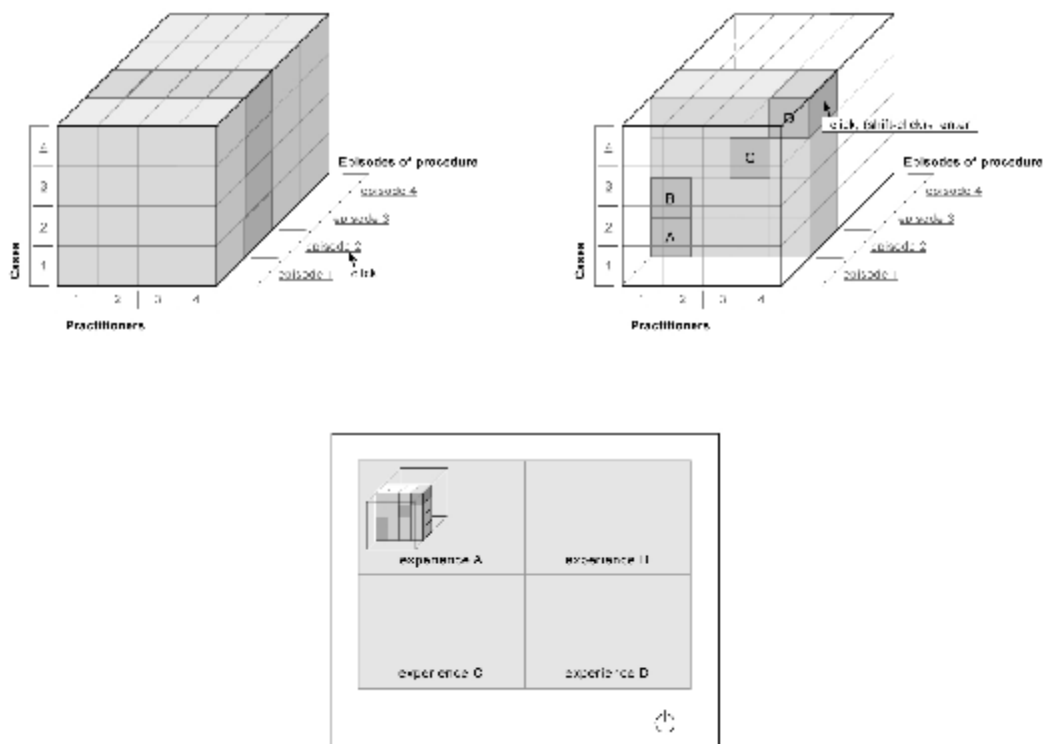 4
3
2
1
Cases
1 2 3 4
Practitioners
Episodes of procedure
episode 4
episode 3
episode 2
episode 1
click
4
3
2
1
Cases
1 2 3 4
Practitioners
D
C
B
A
Episodes of procedure
episode 4
episode 3
episode 2
episode 1
experience A
experience B
experience C
experience D